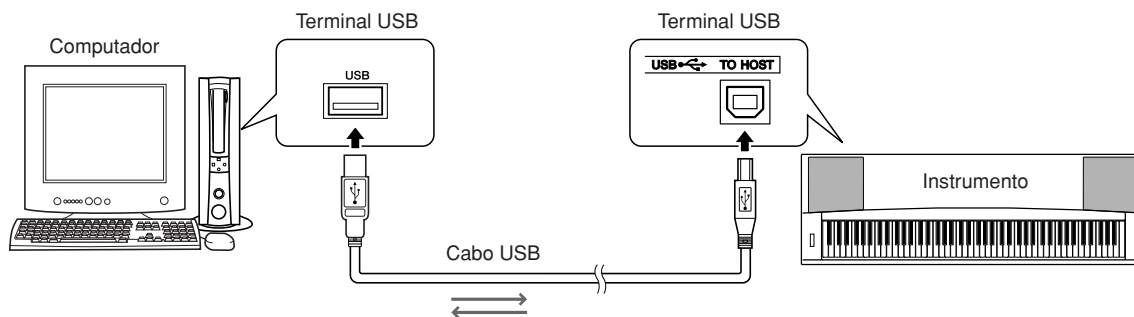 Terminal USB
Terminal USB
Computador
USB
USB TO HOST
Instrumento
Cabo USB